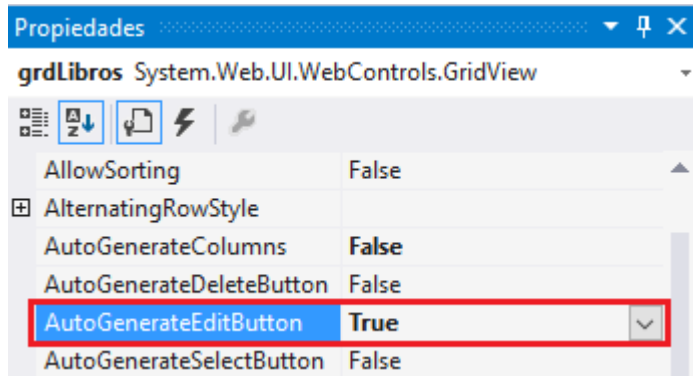 Propiedades
grdLibros System.Web.UI.WebControls.GridView
AllowSorting False
AlternatingRowStyle
AutoGenerateColumns False
AutoGenerateDeleteButton False
AutoGenerateEditButton True
AutoGenerateSelectButton False